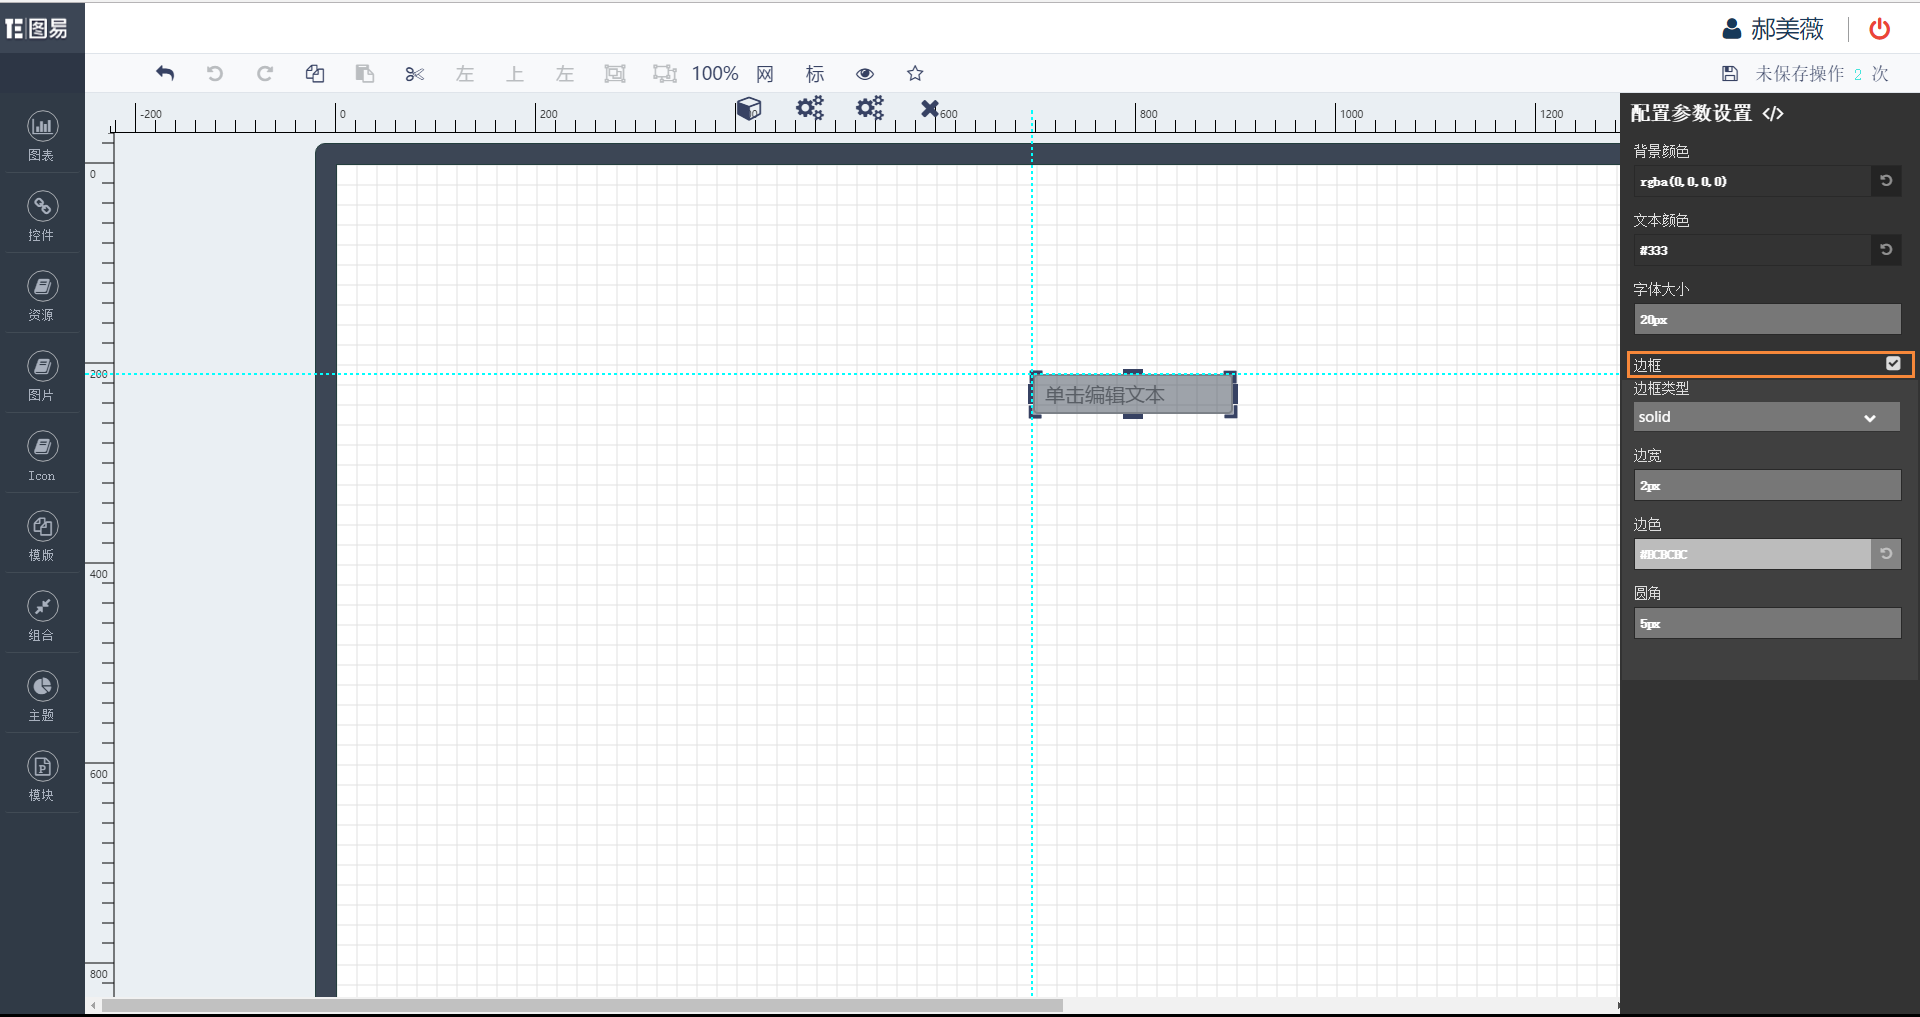 图易
郝美薇
左 上 左 100% 网 标
未保存操作 2 次
-200 0 200 600 800 1000 1200
0
200
400
600
800
图表
控件
资源
图片
Icon
模版
组合
主题
模块
单击编辑文本
配置参数设置 </>
背景颜色
rgba(0,0,0,0)
文本颜色
#333
字体大小
20px
边框
边框类型
solid
边宽
2px
边色
#BCBCBC
圆角
5px